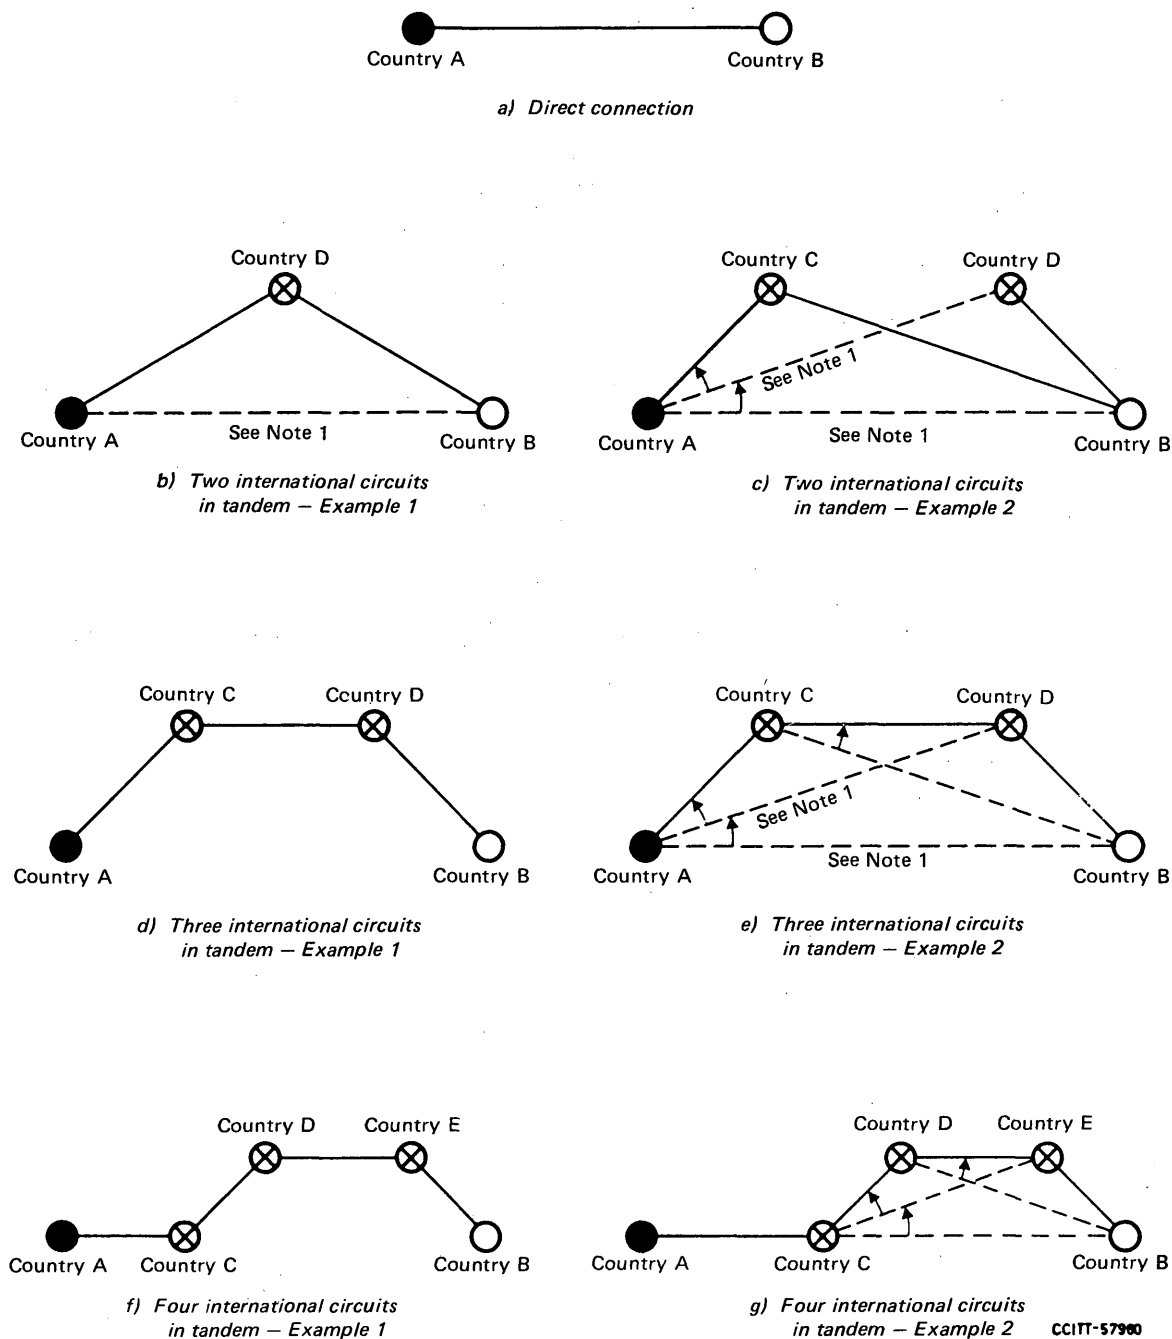 Country A
Country B
a) Direct connection
Country D
Country A
See Note 1
Country B
b) Two international circuits
in tandem – Example 1
Country C
Country D
See Note 1
Country A
See Note 1
Country B
c) Two international circuits
in tandem – Example 2
Country C
Country D
Country A
Country B
d) Three international circuits
in tandem – Example 1
Country C
Country D
See Note 1
Country A
See Note 1
Country B
e) Three international circuits
in tandem – Example 2
Country D
Country E
Country A
Country C
Country B
f) Four international circuits
in tandem – Example 1
Country D
Country E
Country A
Country C
Country B
g) Four international circuits
in tandem – Example 2